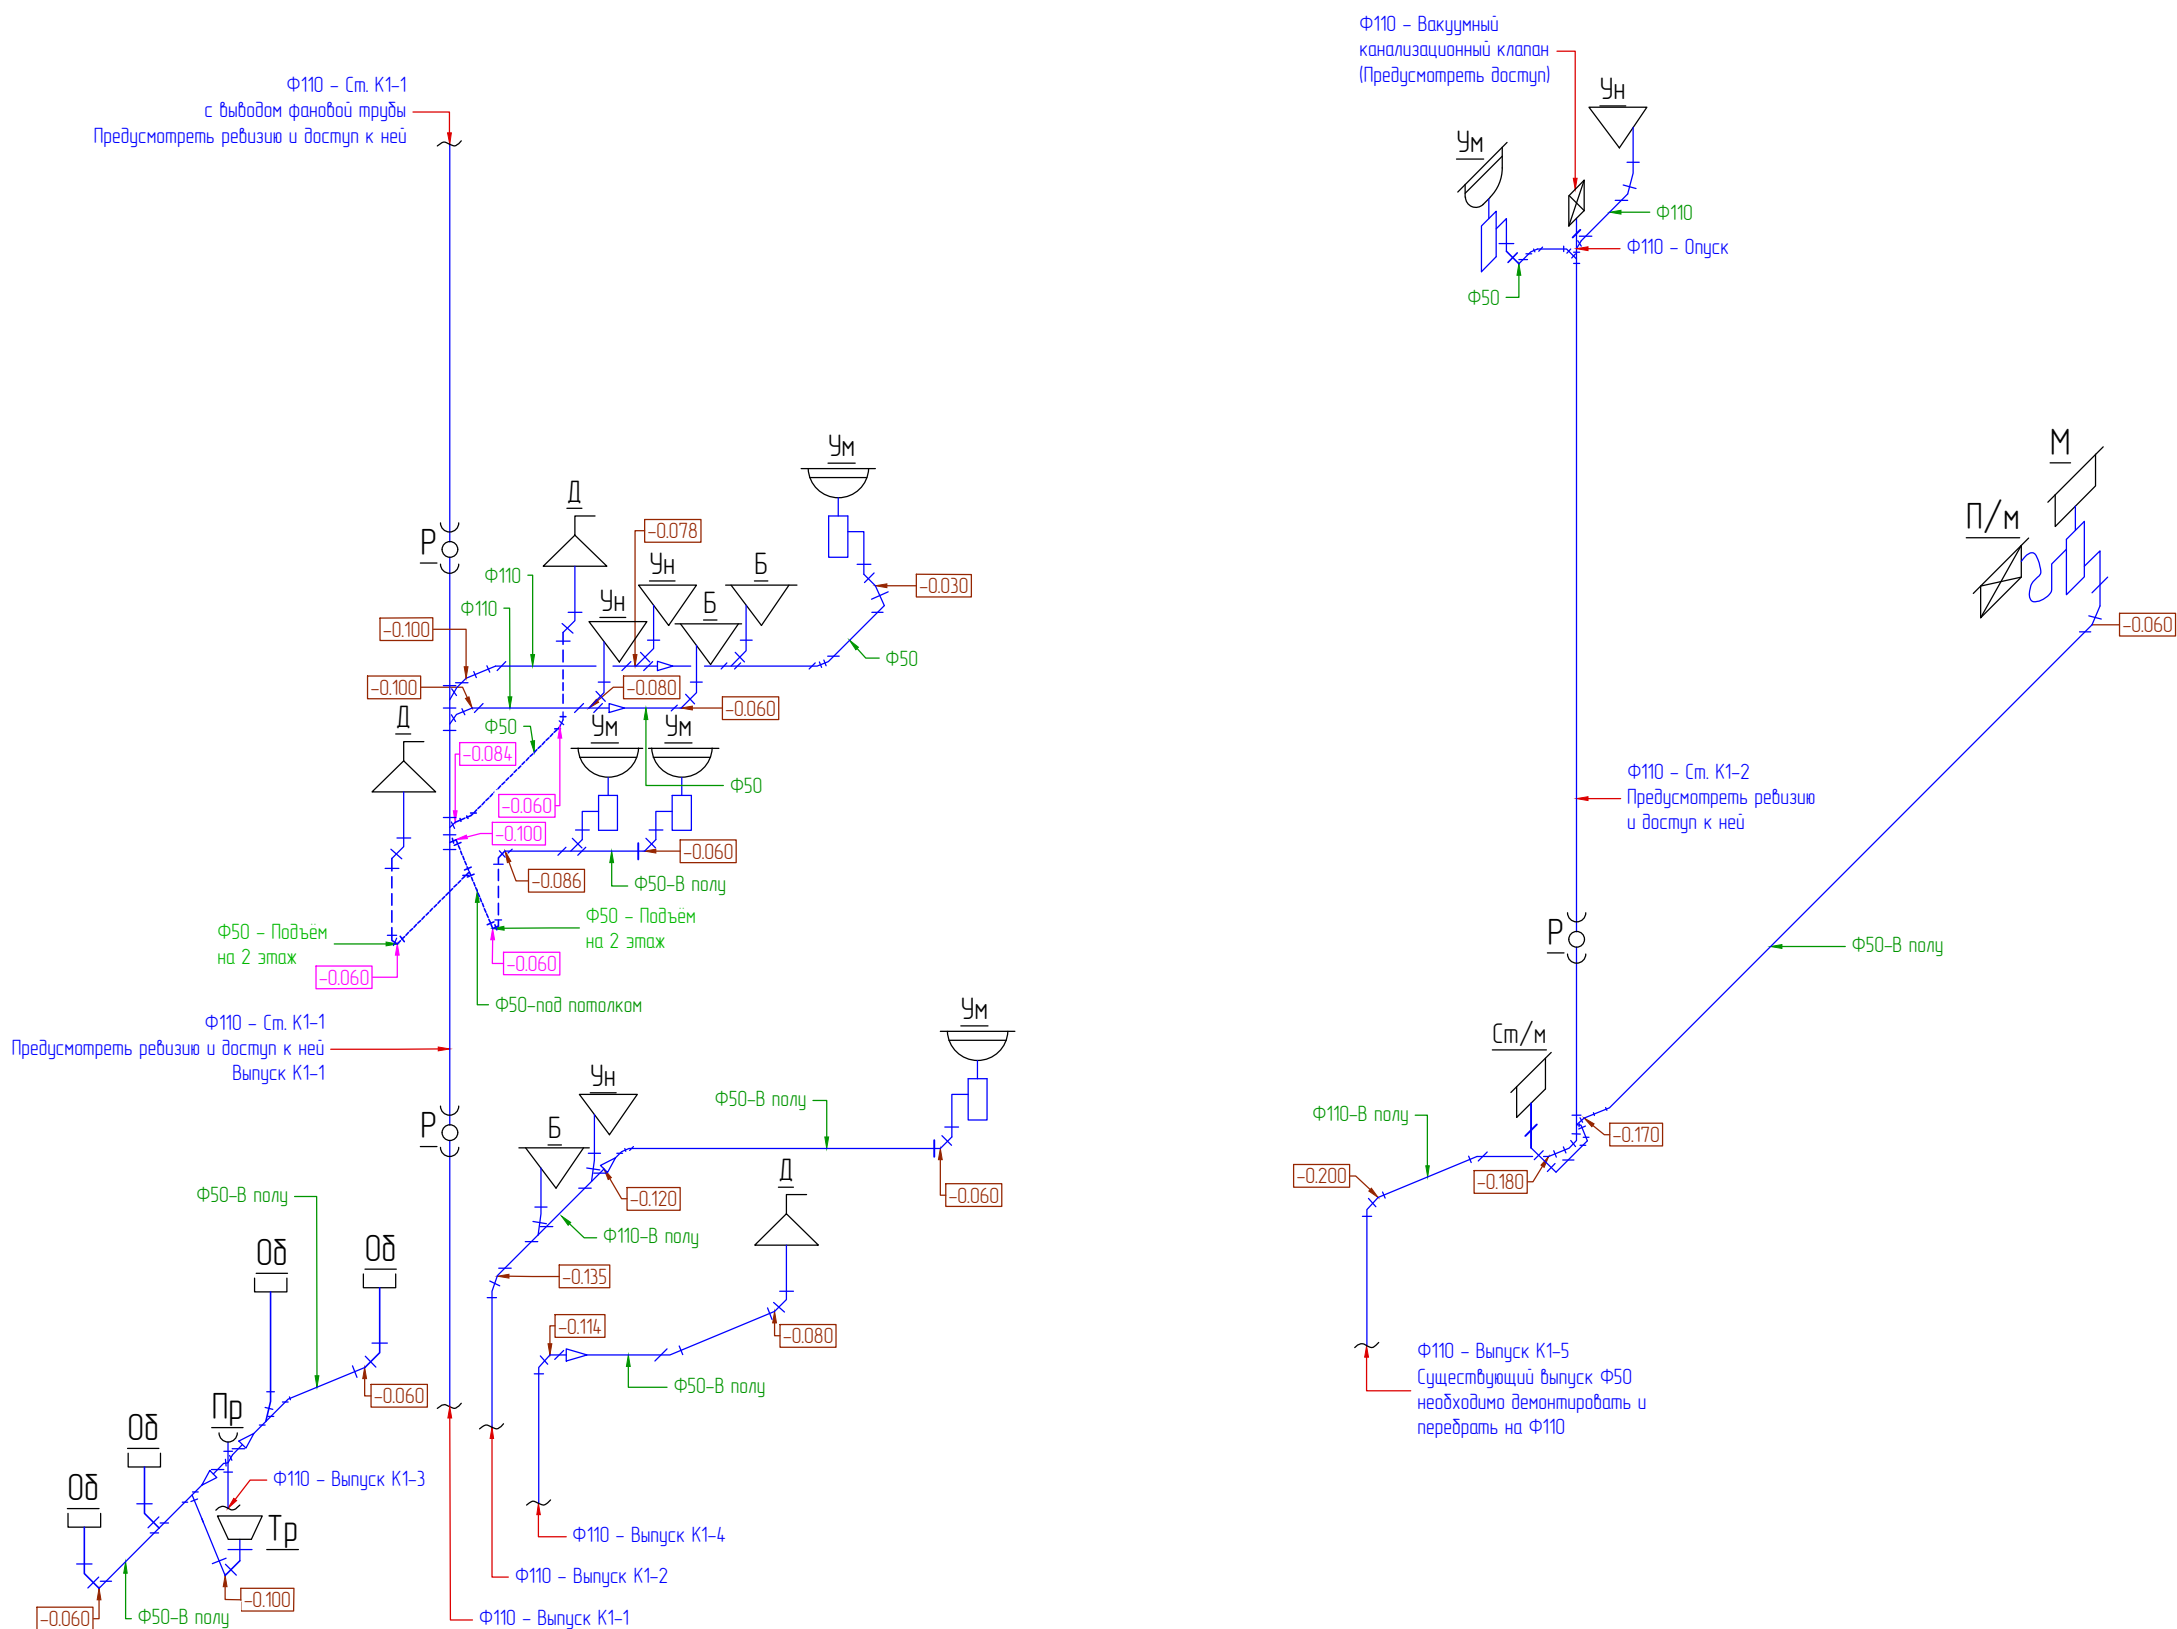 Ф110 - Ст. К1-1
с выводом фановой трубы
Предусмотреть ревизию и доступ к ней
Р
Д
Ум
-0.078
Ф110
Ун
Б
-0.030
Ф110
Ун
Б
-0.100
Ф50
-0.100
-0.080
-0.060
Д
Ф50
Ум
Ум
-0.084
Ф50
-0.060
-0.100
-0.060
-0.086
Ф50-В полу
Ф50 - Подъём
на 2 этаж
Ф50 - Подъём
на 2 этаж
-0.060
-0.060
Ф50-под потолком
Ф110 - Ст. К1-1
Предусмотреть ревизию и доступ к ней
Выпуск К1-1
Р
Ум
Ун
Ф50-В полу
Б
Д
-0.120
-0.060
Ф110-В полу
-0.135
-0.114
-0.080
Ф50-В полу
Ф50-В полу
Об
Об
-0.060
Пр
Об
Об
Ф110 - Выпуск К1-3
Тр
-0.100
-0.060
Ф50-В полу
Ф110 - Выпуск К1-4
Ф110 - Выпуск К1-2
Ф110 - Выпуск К1-1
Ф110 - Вакуумный
канализационный клапан
(Предусмотреть доступ)
Ун
Ум
Ф110
Ф110 - Опуск
Ф50
М
П/м
-0.060
Ф110 - Ст. К1-2
Предусмотреть ревизию
и доступ к ней
Р
Ф50-В полу
Ст/м
Ф110-В полу
-0.170
-0.200
-0.180
Ф110 - Выпуск К1-5
Существующий выпуск Ф50
необходимо демонтировать и
перебрать на Ф110